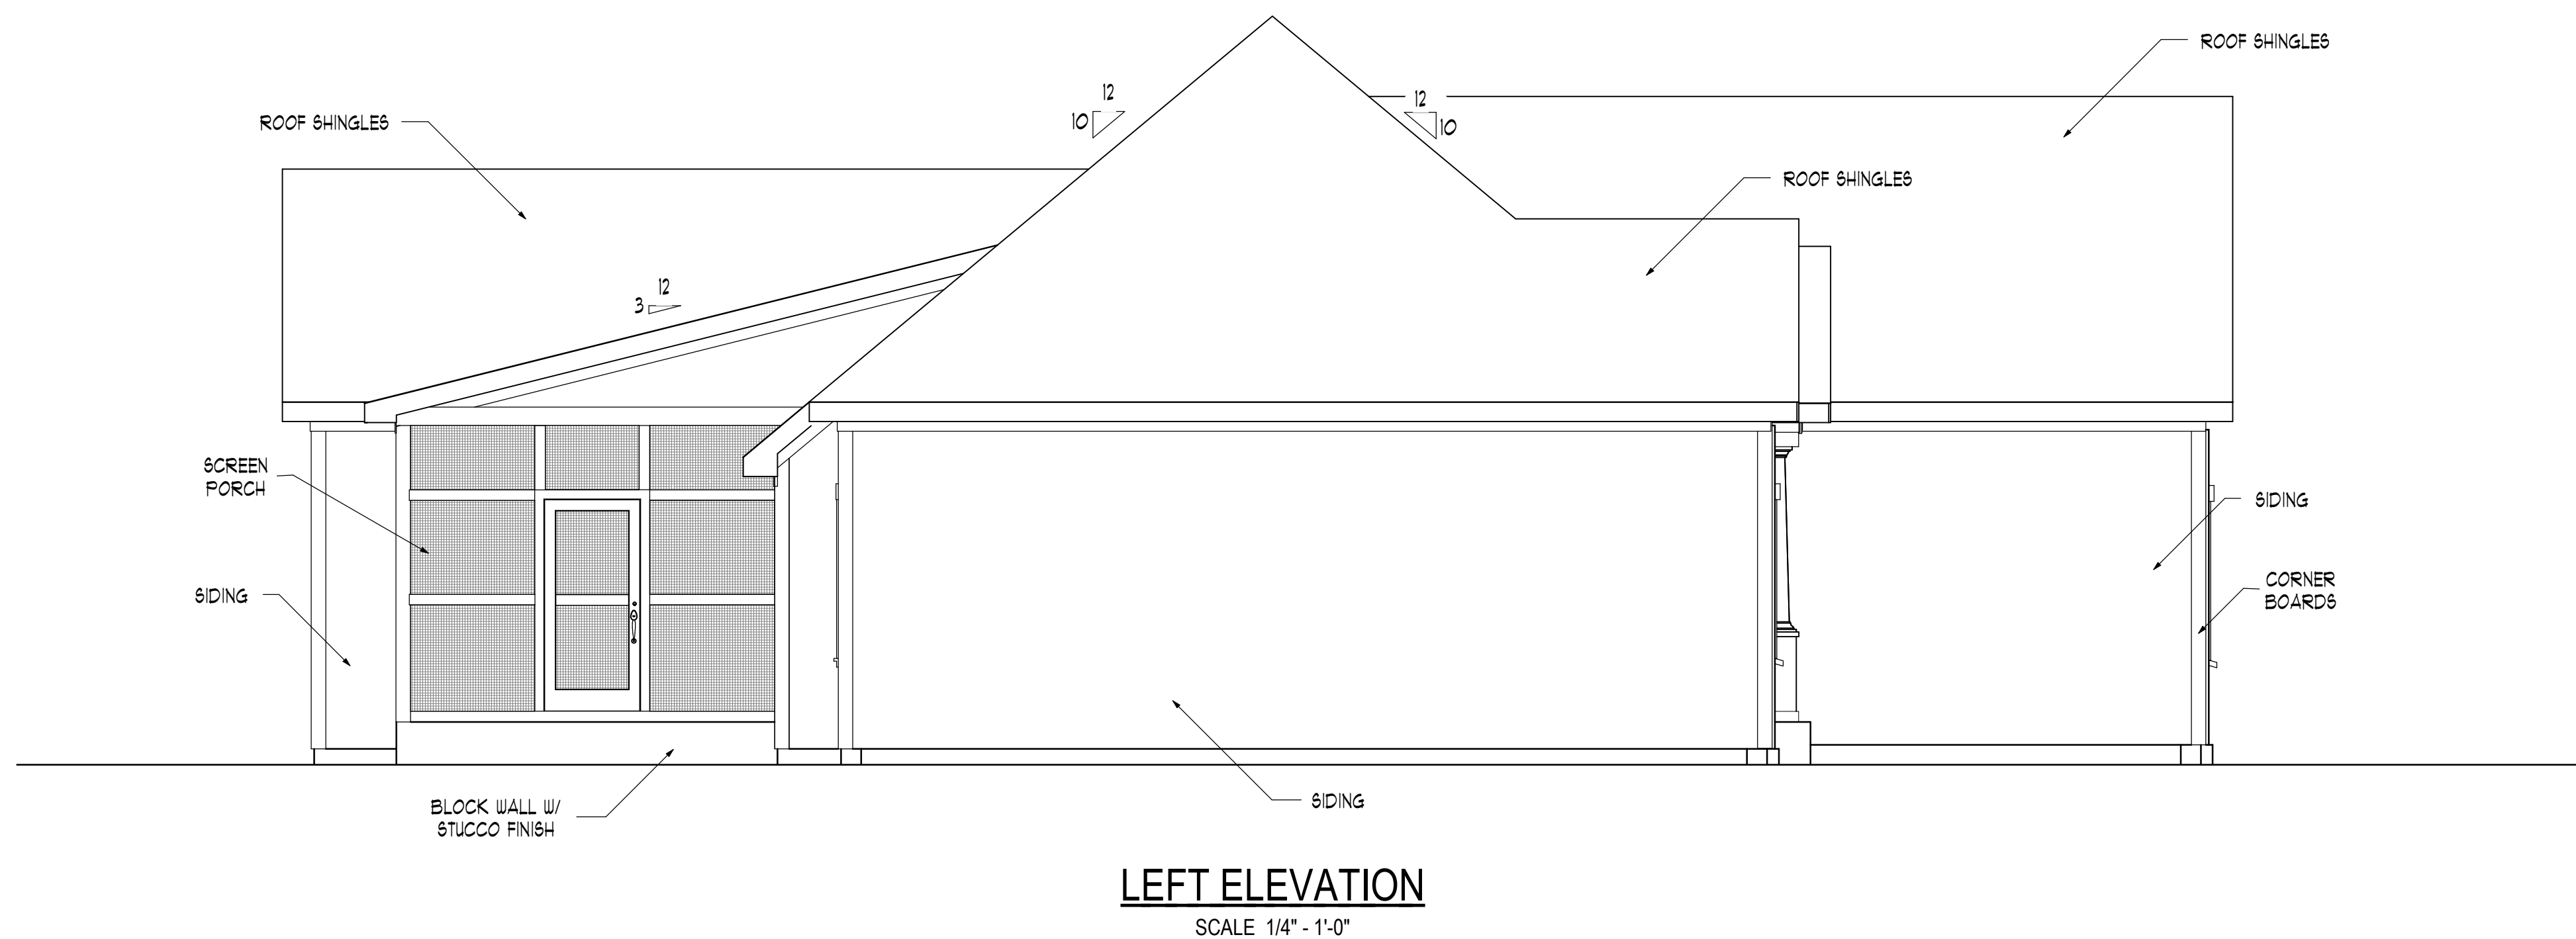 ROOF SHINGLES
12
10
12
10
ROOF SHINGLES
ROOF SHINGLES
12
3
SCREEN
PORCH
SIDING
SIDING
CORNER
BOARDS
BLOCK WALL W/
STUCCO FINISH
SIDING
LEFT ELEVATION
SCALE 1/4" - 1'-0"